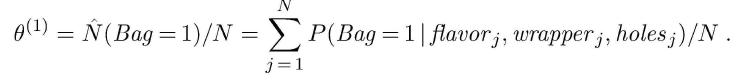 θ⁽¹⁾ = N̂(Bag = 1)/N = ∑_{j=1}^{N} P(Bag = 1 | flavor_j, wrapper_j, holes_j)/N .